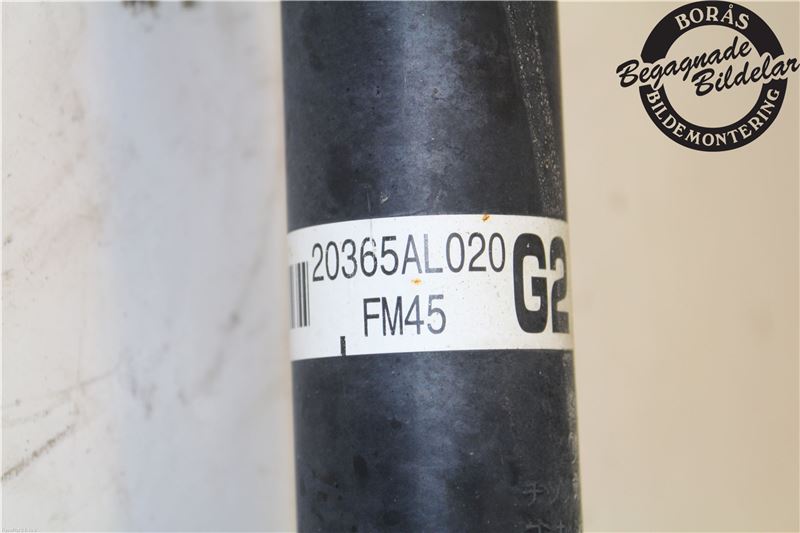 BORÅS
Begagnade
Bildelar
BILDEMONTERING
20365AL020
G2
FM45